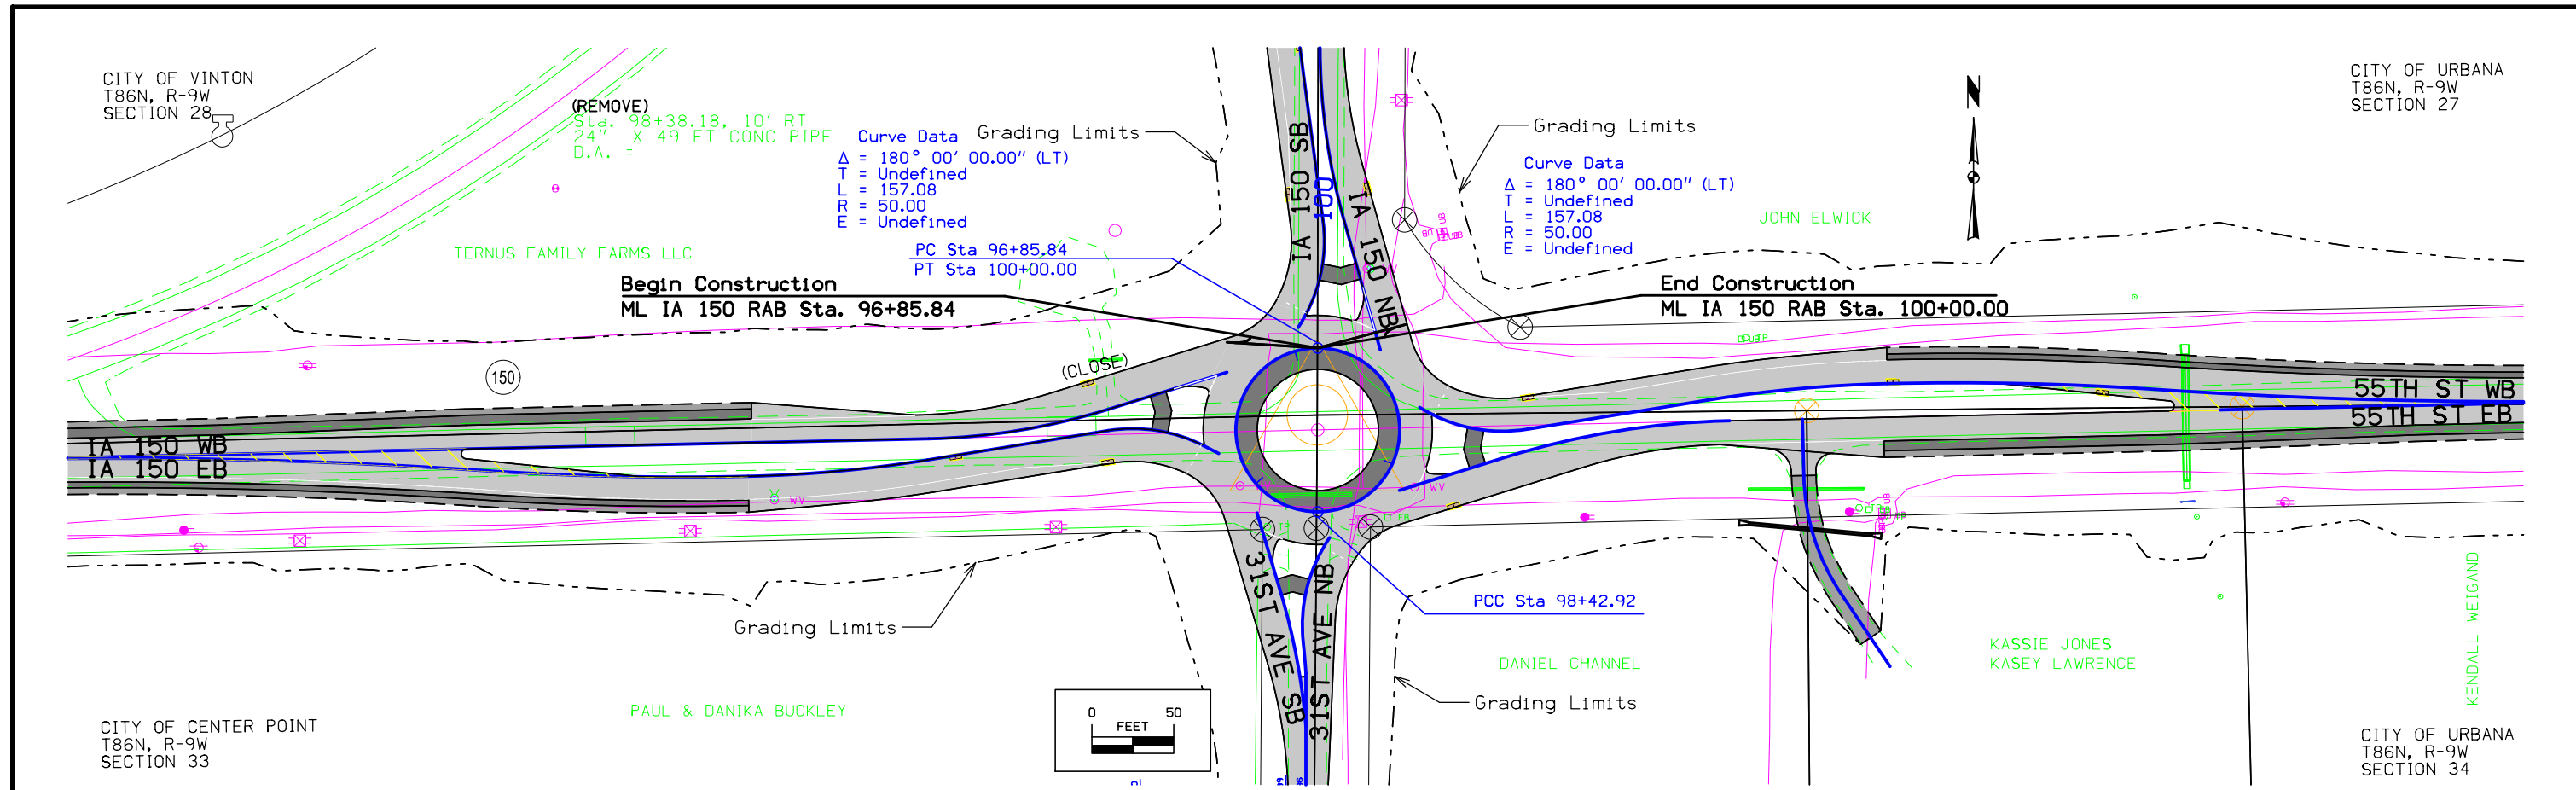 CITY OF VINTON
T86N, R-9W
SECTION 28
(REMOVE)
Sta. 98+38.18, 10' RT
24" X 49 FT CONC PIPE
D.A. =
Curve Data
Δ = 180° 00' 00.00" (LT)
T = Undefined
L = 157.08
R = 50.00
E = Undefined
Grading Limits
IA 150 SB
100
IA 150 NB
Grading Limits
Curve Data
Δ = 180° 00' 00.00" (LT)
T = Undefined
L = 157.08
R = 50.00
E = Undefined
N
CITY OF URBANA
T86N, R-9W
SECTION 27
JOHN ELWICK
TERNUS FAMILY FARMS LLC
PC Sta 96+85.84
PT Sta 100+00.00
Begin Construction
ML IA 150 RAB Sta. 96+85.84
End Construction
ML IA 150 RAB Sta. 100+00.00
(CLOSE)
150
IA 150 WB
IA 150 EB
55TH ST WB
55TH ST EB
WV
WV
TP
Grading Limits
31ST AVE SB
31ST AVE NB
PCC Sta 98+42.92
DANIEL CHANNEL
Grading Limits
KASSIE JONES
KASEY LAWRENCE
KENDALL WEIGAND
PAUL & DANIKA BUCKLEY
0 50
FEET
CITY OF CENTER POINT
T86N, R-9W
SECTION 33
CITY OF URBANA
T86N, R-9W
SECTION 34